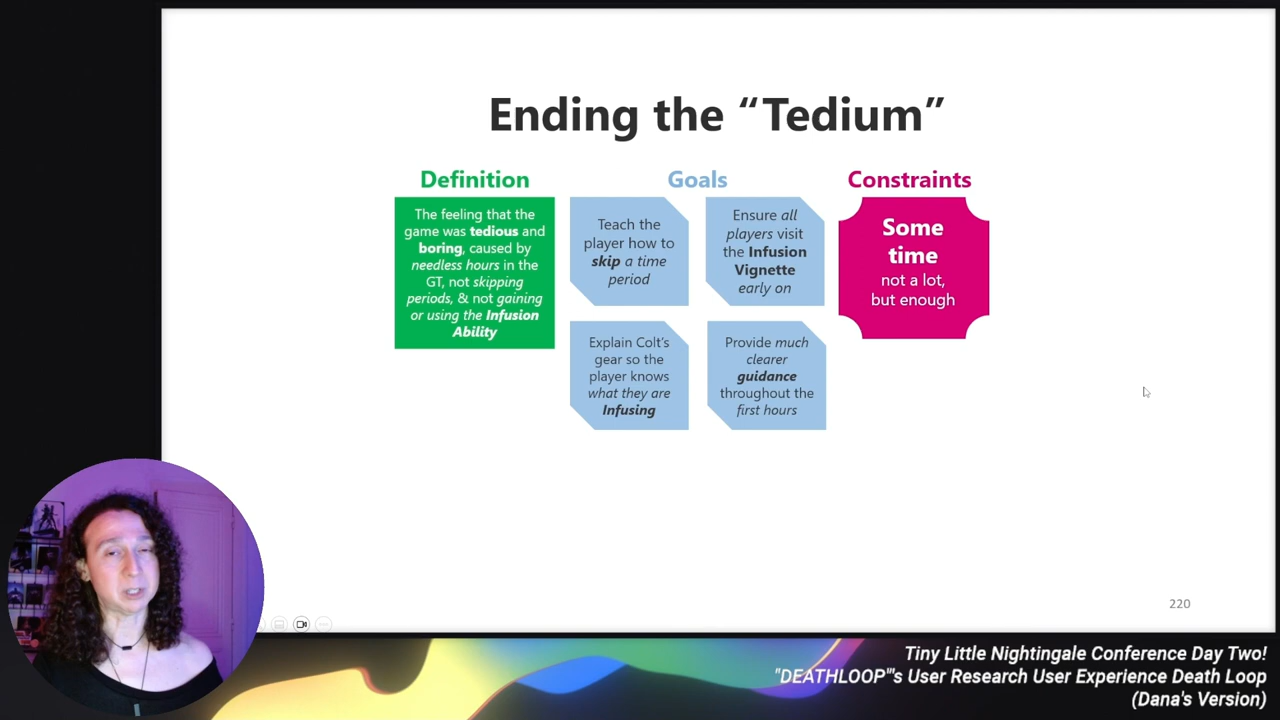 Ending the “Tedium”
Definition
The feeling that the
game was tedious and
boring, caused by
needless hours in the
GT, not skipping
periods, & not gaining
or using the Infusion
Ability
Goals
Teach the
player how to
skip a time
period
Ensure all
players visit
the Infusion
Vignette
early on
Explain Colt’s
gear so the
player knows
what they are
Infusing
Provide much
clearer
guidance
throughout the
first hours
Constraints
Some
time
not a lot,
but enough
220
Tiny Little Nightingale Conference Day Two!
"DEATHLOOP"'s User Research User Experience Death Loop
(Dana's Version)